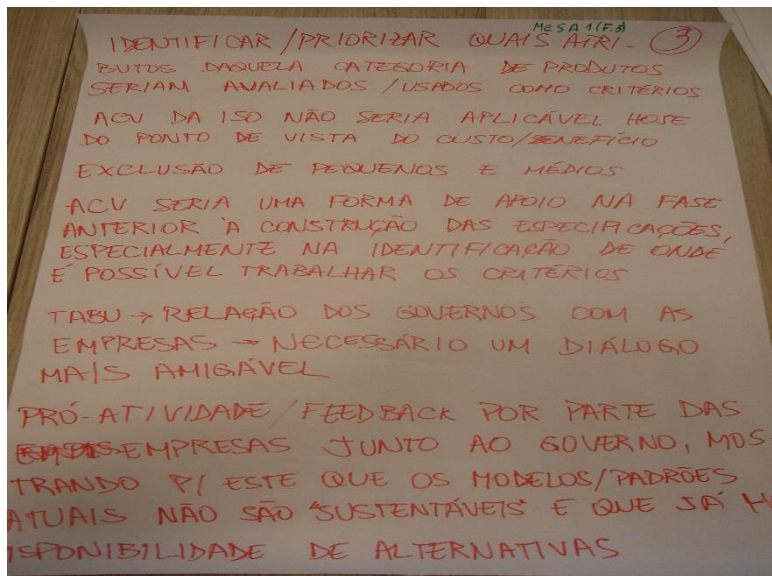 MESA 1 (F.3)
IDENTIFICAR/PRIORIZAR QUAIS ATRI- 3
BUTOS DAQUELA CATEGORIA DE PRODUTOS
SERIAM AVALIADOS/USADOS COMO CRITÉRIOS
ACV DA ISO NÃO SERIA APLICÁVEL HOJE
DO PONTO DE VISTA DO CUSTO/BENEFÍCIO
EXCLUSÃO DE PEQUENOS E MÉDIOS
ACV SERIA UMA FORMA DE APOIO NA FASE
ANTERIOR À CONSTRUÇÃO DAS ESPECIFICAÇÕES,
ESPECIALMENTE NA IDENTIFICAÇÃO DE ONDE
É POSSÍVEL TRABALHAR OS CRITÉRIOS
TABU → RELAÇÃO DOS GOVERNOS COM AS
EMPRESAS → NECESSÁRIO UM DIÁLOGO
MAIS AMIGÁVEL
PRÓ-ATIVIDADE/FEEDBACK POR PARTE DAS
EMPRESAS JUNTO AO GOVERNO, MOS
TRANDO P/ ESTE QUE OS MODELOS/PADRÕES
ATUAIS NÃO SÃO "SUSTENTÁVEIS" E QUE JÁ H
ISPONIBILIDADE DE ALTERNATIVAS